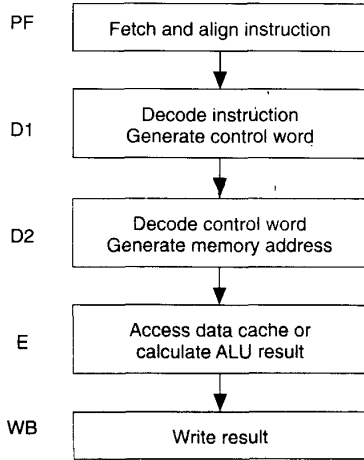 PF
Fetch and align instruction
D1
Decode instruction
Generate control word
D2
Decode control word
Generate memory address
E
Access data cache or
calculate ALU result
WB
Write result